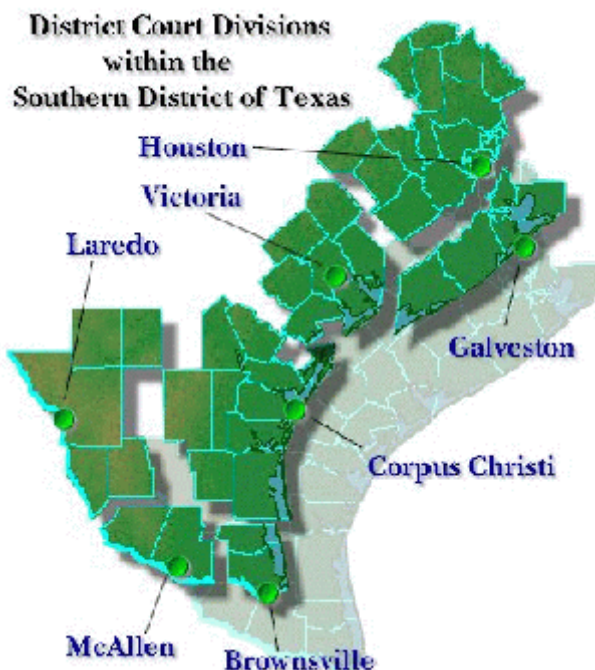 District Court Divisions
within the
Southern District of Texas
Houston
Victoria
Laredo
Galveston
Corpus Christi
McAllen
Brownsville